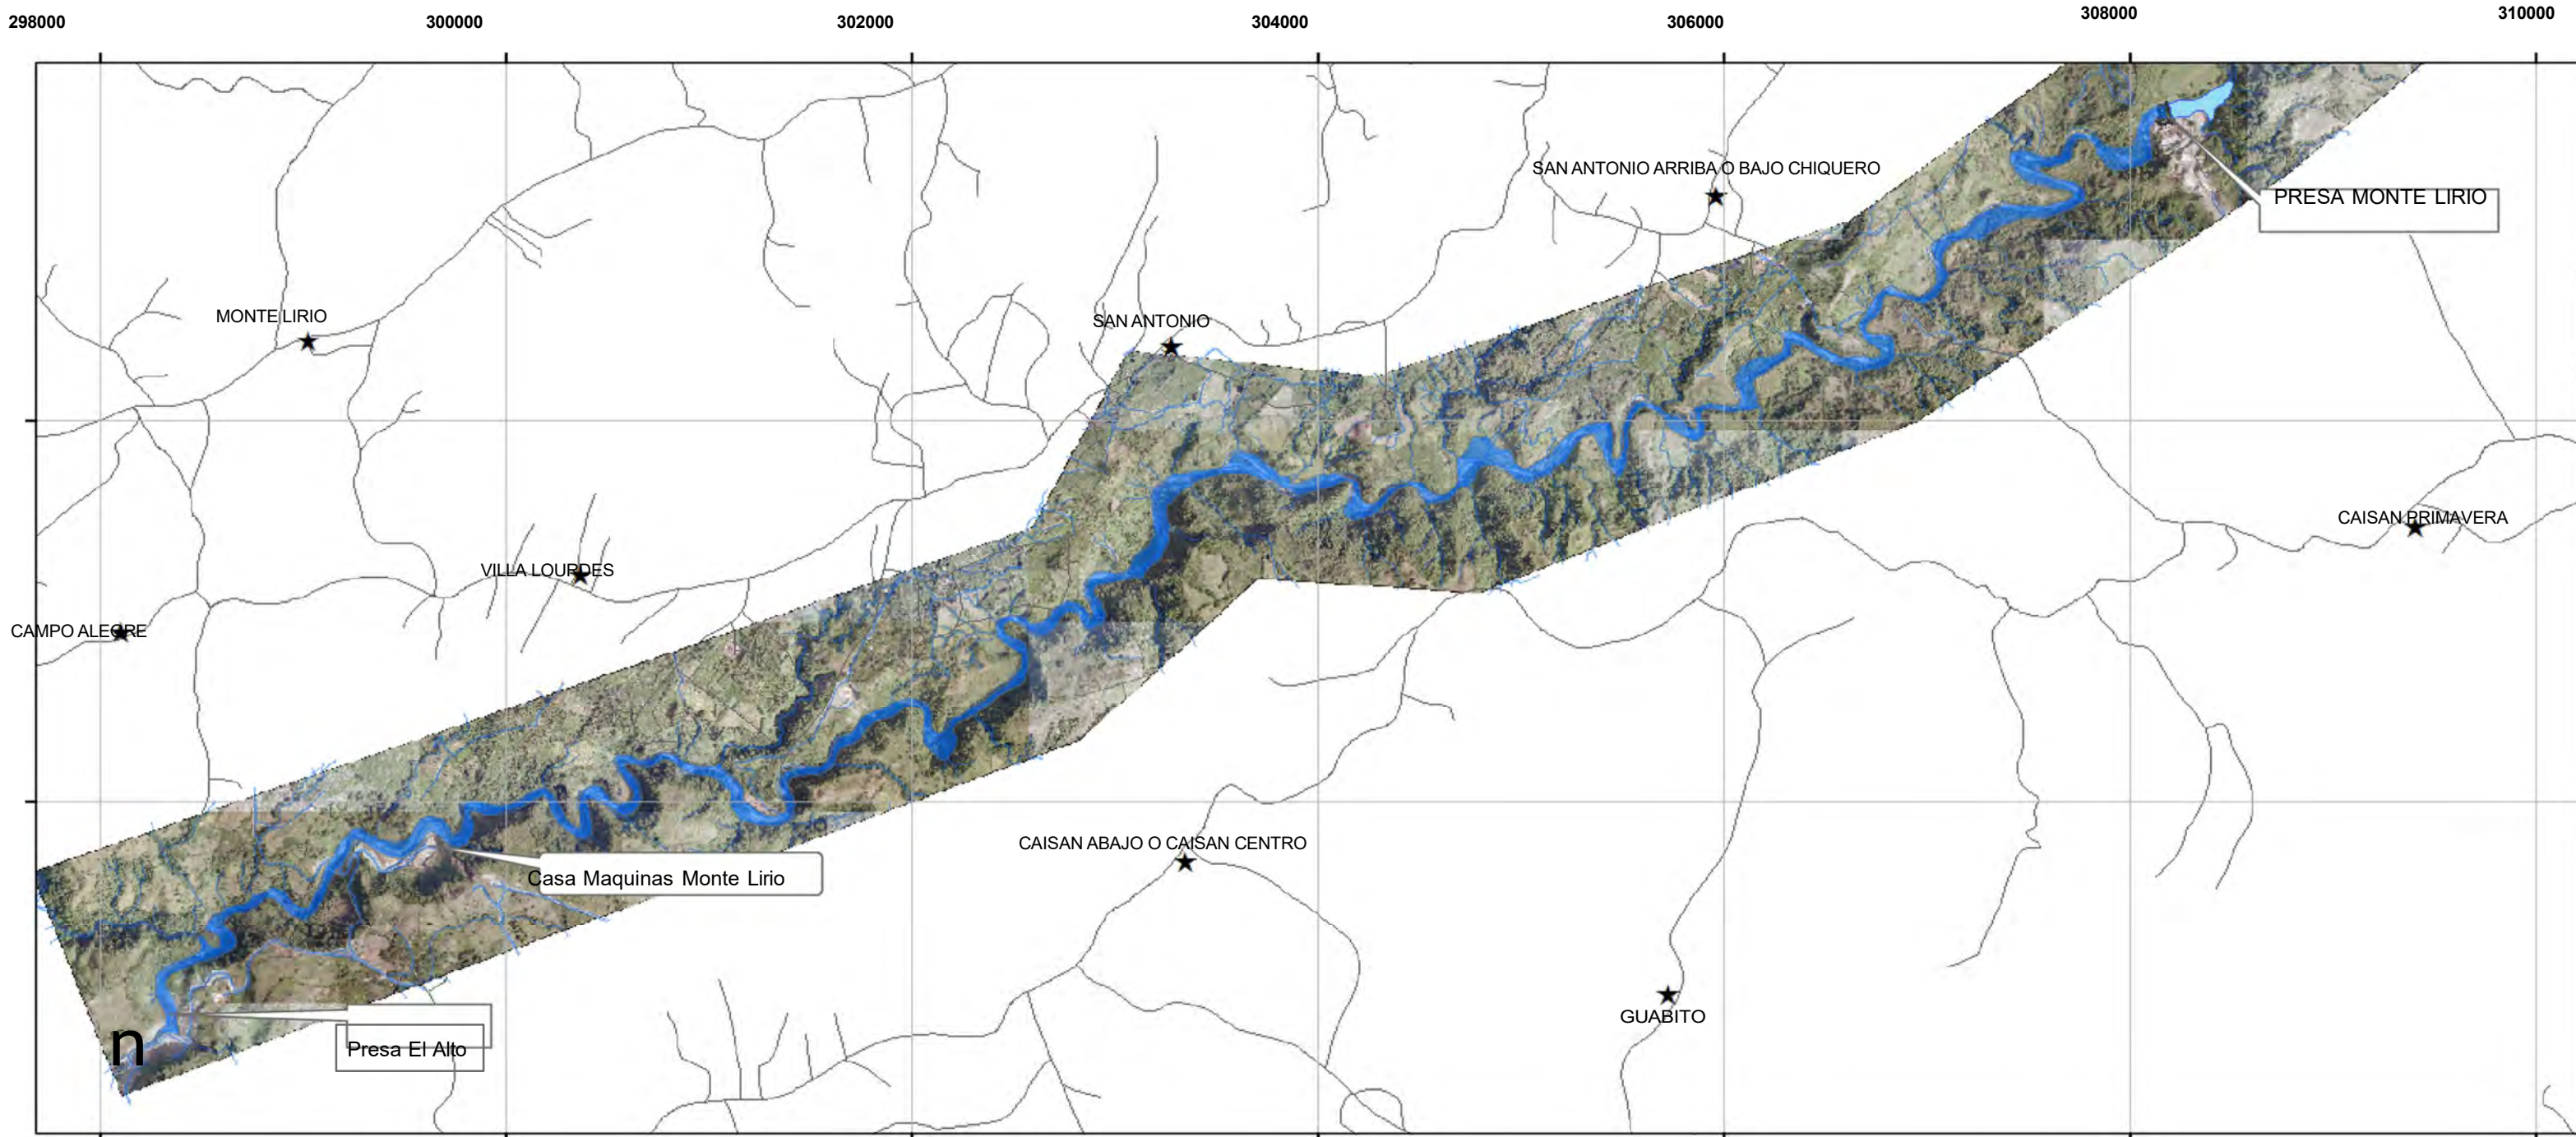 298000 300000 302000 304000 306000 308000 310000
SAN ANTONIO ARRIBA O BAJO CHIQUERO
PRESA MONTE LIRIO
MONTE LIRIO
SAN ANTONIO
CAISAN PRIMAVERA
VILLA LOURDES
CAMPO ALEGRE
CAISAN ABAJO O CAISAN CENTRO
Casa Maquinas Monte Lirio
GUABITO
n
Presa El Alto